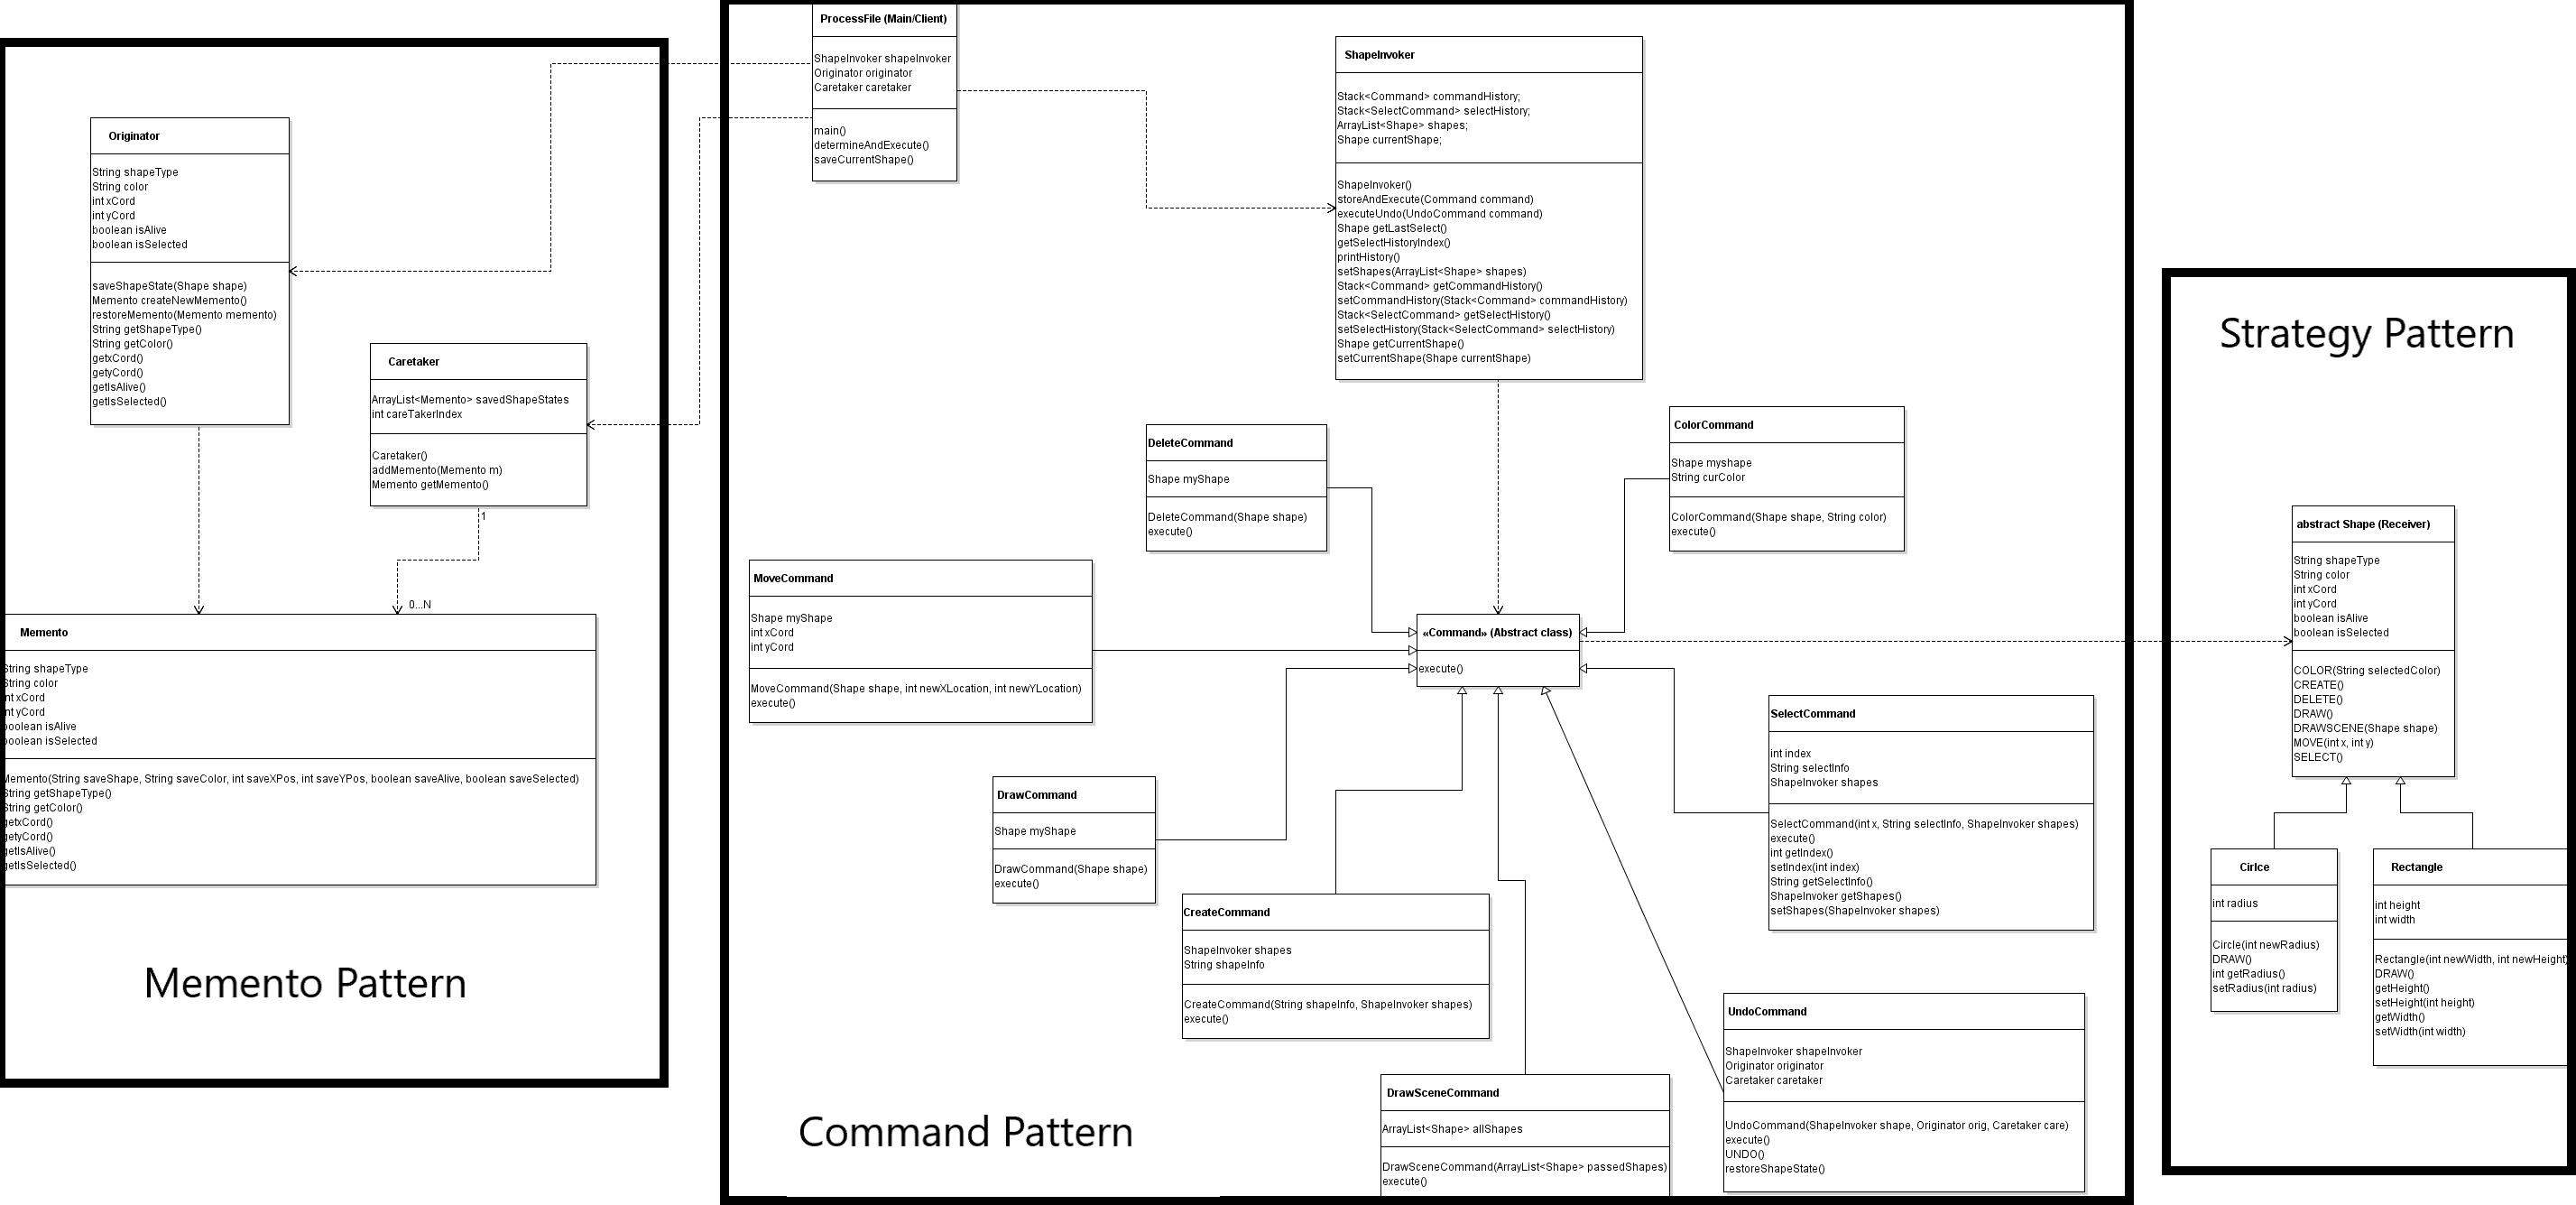 ProcessFile (Main/Client)
ShapeInvoker shapeInvoker
Originator originator
Caretaker caretaker
main()
determineAndExecute()
saveCurrentShape()
Originator
String shapeType
String color
int xCord
int yCord
boolean isAlive
boolean isSelected
saveShapeState(Shape shape)
Memento createNewMemento()
restoreMemento(Memento memento)
String getShapeType()
String getColor()
getxCord()
getyCord()
getIsAlive()
getIsSelected()
Caretaker
ArrayList<Memento> savedShapeStates
int careTakerIndex
Caretaker()
addMemento(Memento m)
Memento getMemento()
1
0...N
Memento
String shapeType
String color
int xCord
int yCord
boolean isAlive
boolean isSelected
Memento(String saveShape, String saveColor, int saveXPos, int saveYPos, boolean saveAlive, boolean saveSelected)
String getShapeType()
String getColor()
getxCord()
getyCord()
getIsAlive()
getIsSelected()
Memento Pattern
ShapeInvoker
Stack<Command> commandHistory;
Stack<SelectCommand> selectHistory;
ArrayList<Shape> shapes;
Shape currentShape;
ShapeInvoker()
storeAndExecute(Command command)
executeUndo(UndoCommand command)
Shape getLastSelect()
getSelectHistoryIndex()
printHistory()
setShapes(ArrayList<Shape> shapes)
Stack<Command> getCommandHistory()
setCommandHistory(Stack<Command> commandHistory)
Stack<SelectCommand> getSelectHistory()
setSelectHistory(Stack<SelectCommand> selectHistory)
Shape getCurrentShape()
setCurrentShape(Shape currentShape)
DeleteCommand
Shape myShape
DeleteCommand(Shape shape)
execute()
ColorCommand
Shape myshape
String curColor
ColorCommand(Shape shape, String color)
execute()
MoveCommand
Shape myShape
int xCord
int yCord
MoveCommand(Shape shape, int newXLocation, int newYLocation)
execute()
«Command» (Abstract class)
execute()
SelectCommand
int index
String selectInfo
ShapeInvoker shapes
SelectCommand(int x, String selectInfo, ShapeInvoker shapes)
execute()
int getIndex()
setIndex(int index)
String getSelectInfo()
ShapeInvoker getShapes()
setShapes(ShapeInvoker shapes)
DrawCommand
Shape myShape
DrawCommand(Shape shape)
execute()
CreateCommand
ShapeInvoker shapes
String shapeInfo
CreateCommand(String shapeInfo, ShapeInvoker shapes)
execute()
UndoCommand
ShapeInvoker shapeInvoker
Originator originator
Caretaker caretaker
UndoCommand(ShapeInvoker shape, Originator orig, Caretaker care)
execute()
UNDO()
restoreShapeState()
DrawSceneCommand
ArrayList<Shape> allShapes
DrawSceneCommand(ArrayList<Shape> passedShapes)
execute()
Command Pattern
Strategy Pattern
abstract Shape (Receiver)
String shapeType
String color
int xCord
int yCord
boolean isAlive
boolean isSelected
COLOR(String selectedColor)
CREATE()
DELETE()
DRAW()
DRAWSCENE(Shape shape)
MOVE(int x, int y)
SELECT()
Cirlce
int radius
Circle(int newRadius)
DRAW()
int getRadius()
setRadius(int radius)
Rectangle
int height
int width
Rectangle(int newWidth, int newHeight)
DRAW()
getHeight()
setHeight(int height)
getWidth()
setWidth(int width)